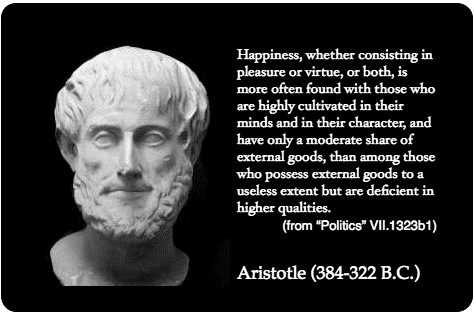 Happiness, whether consisting in
pleasure or virtue, or both, is
more often found with those who
are highly cultivated in their
minds and in their character, and
have only a moderate share of
external goods, than among those
who possess external goods to a
useless extent but are deficient in
higher qualities.
(from “Politics” VII.1323b1)
Aristotle (384-322 B.C.)